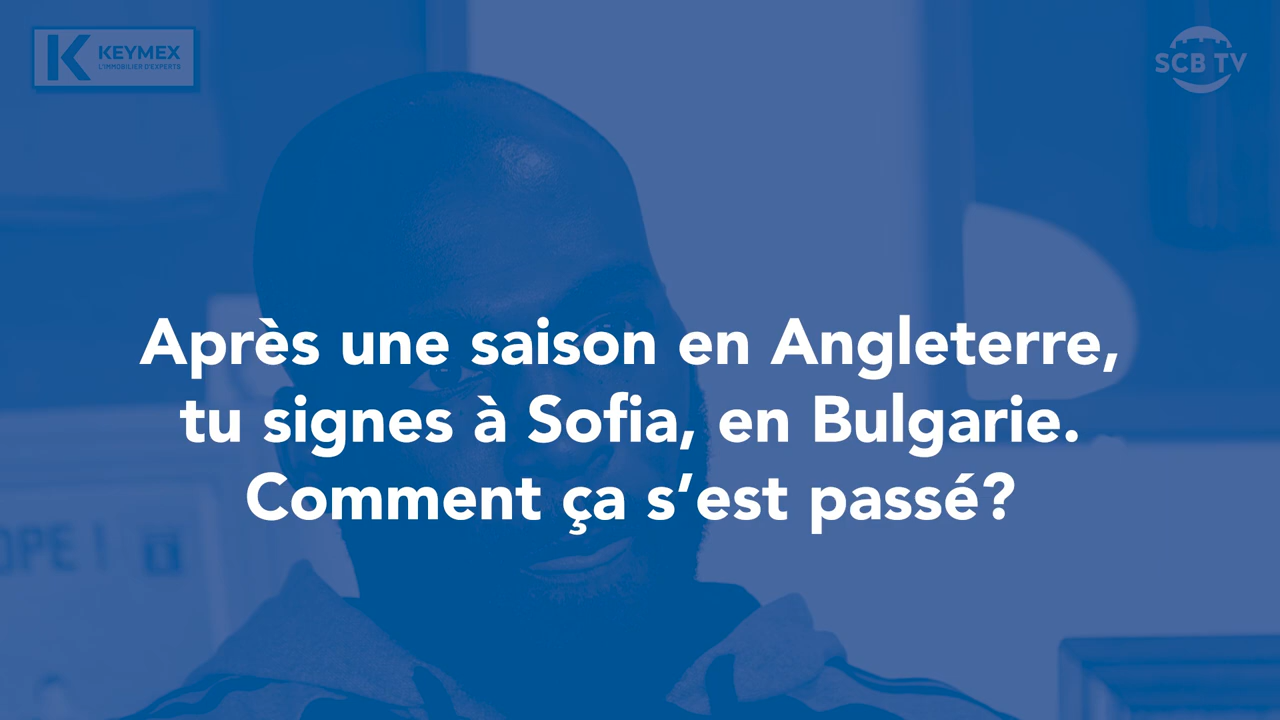 KEYMEX
L'IMMOBILIER D'EXPERTS
SCB TV
Après une saison en Angleterre,
tu signes à Sofia, en Bulgarie.
Comment ça s’est passé?
OPE !